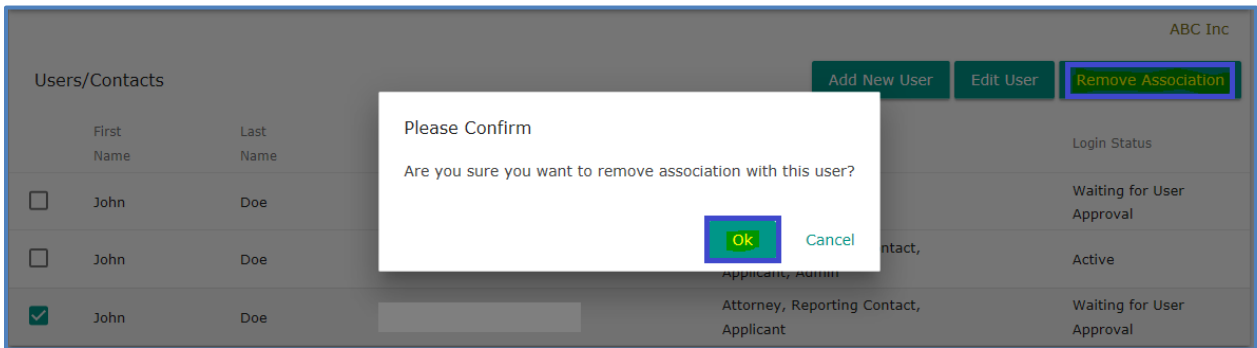 ABC Inc
Users/Contacts
Add New User
Edit User
Remove Association
First
Name
Last
Name
Login Status
Please Confirm
Are you sure you want to remove association with this user?
Ok
Cancel
John
Doe
Waiting for User
Approval
John
Doe
Applicant, Admin
Active
John
Doe
Attorney, Reporting Contact,
Applicant
Waiting for User
Approval